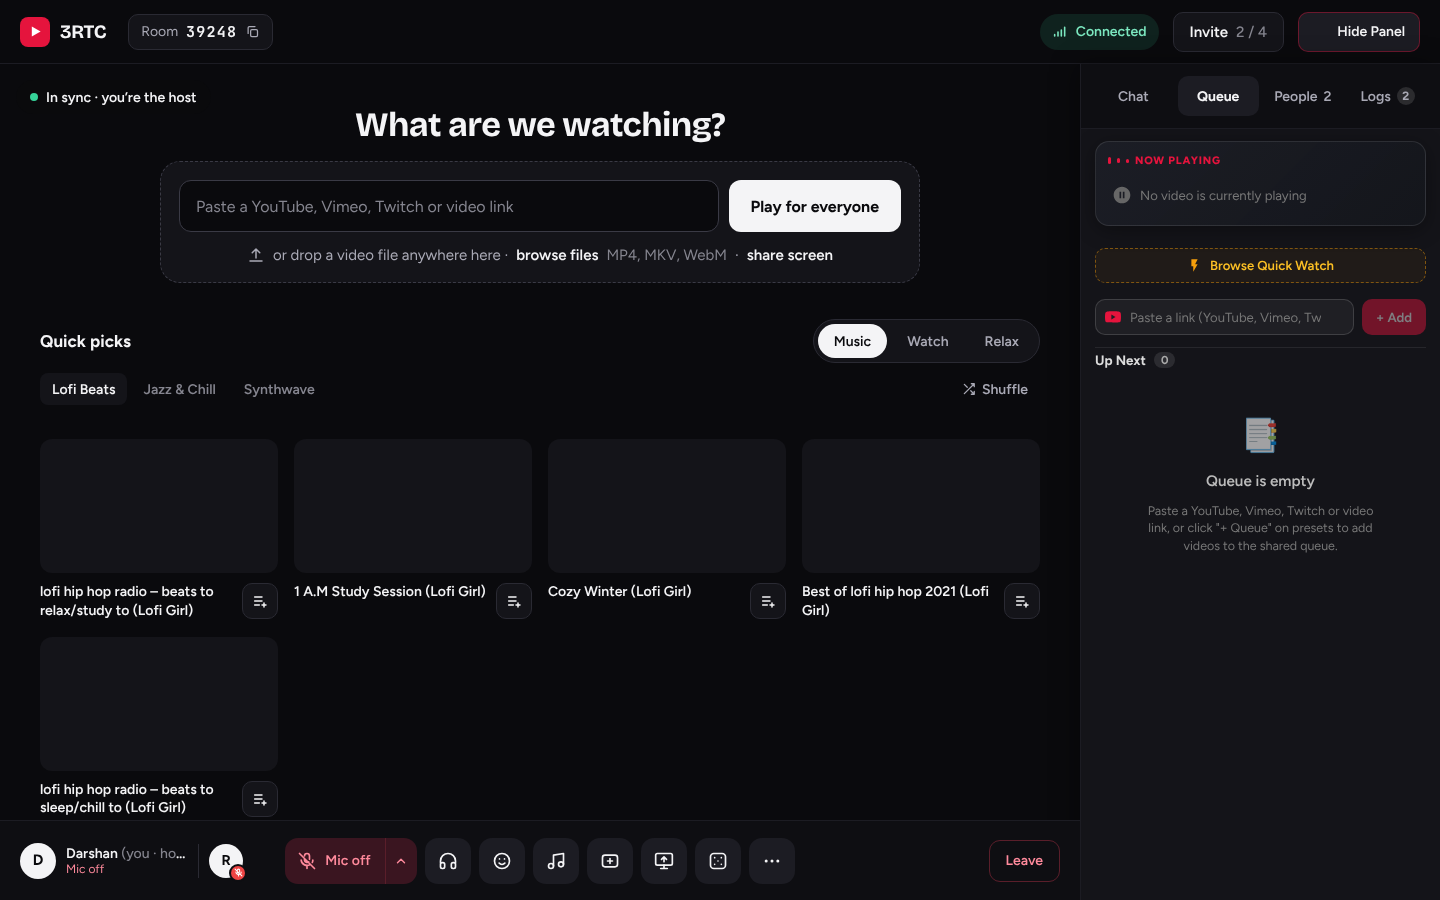 3RTC
Room 39248
Connected
Invite 2 / 4
Hide Panel
In sync · you're the host
What are we watching?
Paste a YouTube, Vimeo, Twitch or video link
Play for everyone
or drop a video file anywhere here · browse files MP4, MKV, WebM · share screen
Quick picks
Music
Watch
Relax
Lofi Beats
Jazz & Chill
Synthwave
Shuffle
lofi hip hop radio – beats to
relax/study to (Lofi Girl)
1 A.M Study Session (Lofi Girl)
Cozy Winter (Lofi Girl)
Best of lofi hip hop 2021 (Lofi
Girl)
lofi hip hop radio – beats to
sleep/chill to (Lofi Girl)
D
Darshan (you · ho...
Mic off
R
Mic off
Leave
Chat
Queue
People 2
Logs 2
NOW PLAYING
No video is currently playing
Browse Quick Watch
Paste a link (YouTube, Vimeo, Tw
+ Add
Up Next 0
Queue is empty
Paste a YouTube, Vimeo, Twitch or video
link, or click "+ Queue" on presets to add
videos to the shared queue.